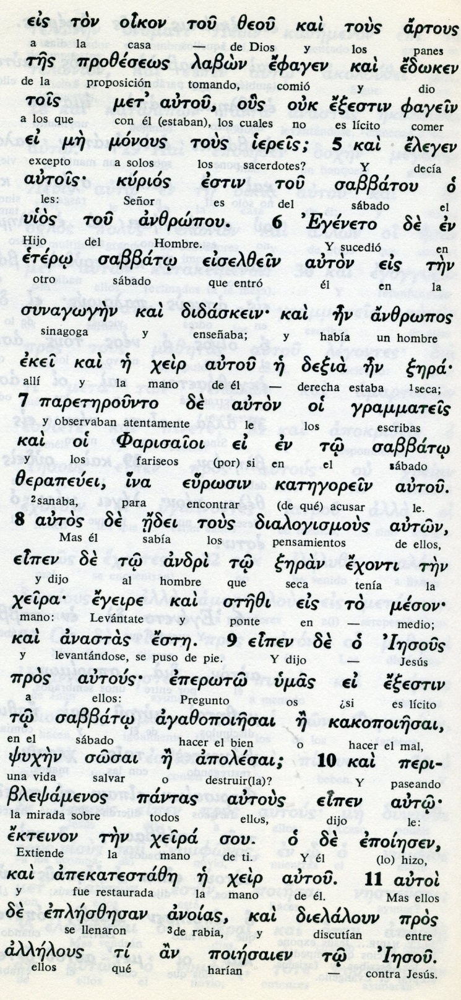 εἰς τὸν οἶκον τοῦ θεοῦ καὶ τοὺς ἄρτους
a la casa — de Dios y los panes
τῆς προθέσεως λαβὼν ἔφαγεν καὶ ἔδωκεν
de la proposición tomando, comió y dio
τοῖς μετ' αὐτοῦ, οὓς οὐκ ἔξεστιν φαγεῖν
a los que con él (estaban), los cuales no es lícito comer
εἰ μὴ μόνους τοὺς ἱερεῖς; 5 καὶ ἔλεγεν
excepto a solos los sacerdotes? Y decía
αὐτοῖς· κύριός ἐστιν τοῦ σαββάτου ὁ
les: Señor es del sábado el
υἱὸς τοῦ ἀνθρώπου. 6 Ἐγένετο δὲ ἐν
Hijo del Hombre. Y sucedió en
ἑτέρῳ σαββάτῳ εἰσελθεῖν αὐτὸν εἰς τὴν
otro sábado que entró él en la
συναγωγὴν καὶ διδάσκειν· καὶ ἦν ἄνθρωπος
sinagoga y enseñaba; y había un hombre
ἐκεῖ καὶ ἡ χεὶρ αὐτοῦ ἡ δεξιὰ ἦν ξηρά·
allí y la mano de él — derecha estaba ¹seca;
7 παρετηροῦντο δὲ αὐτὸν οἱ γραμματεῖς
y observaban atentamente le los escribas
καὶ οἱ Φαρισαῖοι εἰ ἐν τῷ σαββάτῳ
y los fariseos (por) si en el sábado
θεραπεύει, ἵνα εὕρωσιν κατηγορεῖν αὐτοῦ.
²sanaba, para encontrar (de qué) acusar le.
8 αὐτὸς δὲ ᾔδει τοὺς διαλογισμοὺς αὐτῶν,
Mas él sabía los pensamientos de ellos,
εἶπεν δὲ τῷ ἀνδρὶ τῷ ξηρὰν ἔχοντι τὴν
y dijo al hombre que seca tenía la
χεῖρα· ἔγειρε καὶ στῆθι εἰς τὸ μέσον·
mano: Levántate y ponte en — medio;
καὶ ἀναστὰς ἔστη. 9 εἶπεν δὲ ὁ Ἰησοῦς
y levantándose, se puso de pie. Y dijo — Jesús
πρὸς αὐτούς· ἐπερωτῶ ὑμᾶς εἰ ἔξεστιν
a ellos: Pregunto os ¿si es lícito
τῷ σαββάτῳ ἀγαθοποιῆσαι ἢ κακοποιῆσαι,
en el sábado hacer el bien o hacer el mal,
ψυχὴν σῶσαι ἢ ἀπολέσαι; 10 καὶ περι-
una vida salvar o destruir(la)? Y paseando
βλεψάμενος πάντας αὐτοὺς εἶπεν αὐτῷ·
la mirada sobre todos ellos, dijo le:
ἔκτεινον τὴν χεῖρά σου. ὁ δὲ ἐποίησεν,
Extiende la mano de ti. Y él (lo) hizo,
καὶ ἀπεκατεστάθη ἡ χεὶρ αὐτοῦ. 11 αὐτοὶ
y fue restaurada la mano de él. Mas ellos
δὲ ἐπλήσθησαν ἀνοίας, καὶ διελάλουν πρὸς
se llenaron ³de rabia, y discutían entre
ἀλλήλους τί ἂν ποιήσαιεν τῷ Ἰησοῦ.
ellos qué harían — contra Jesús.